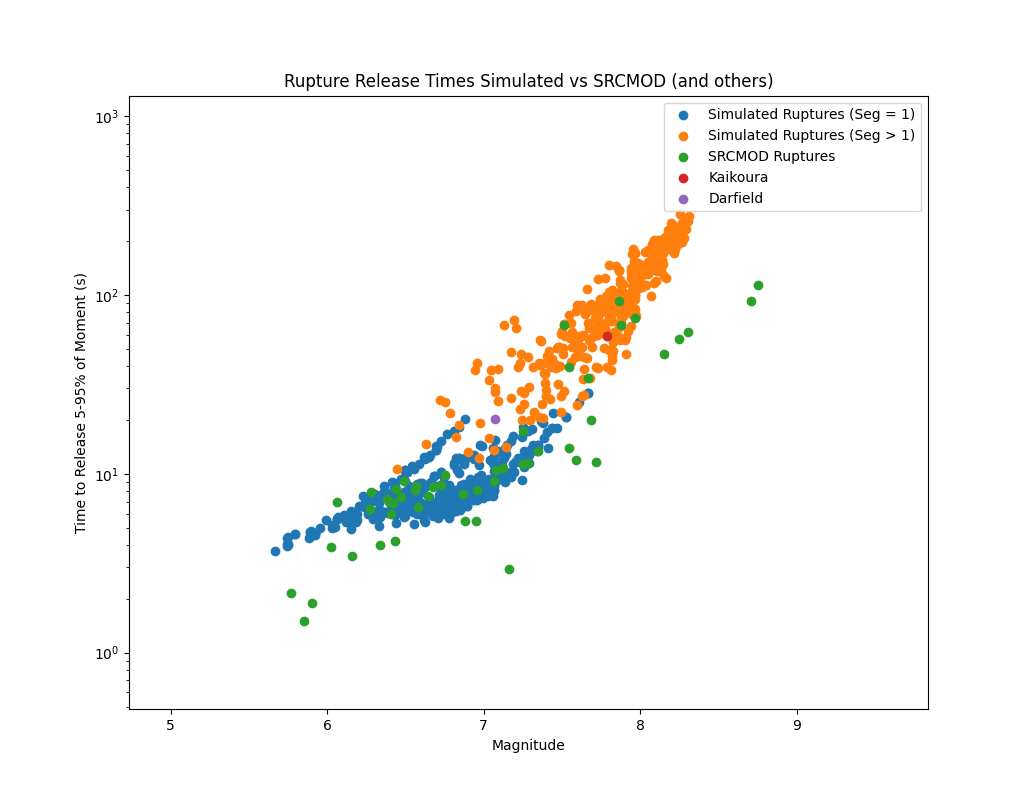 Rupture Release Times Simulated vs SRCMOD (and others)
Simulated Ruptures (Seg = 1)
Simulated Ruptures (Seg > 1)
SRCMOD Ruptures
Kaikoura
Darfield
Time to Release 5-95% of Moment (s)
10³
10²
10¹
10⁰
5 6 7 8 9
Magnitude